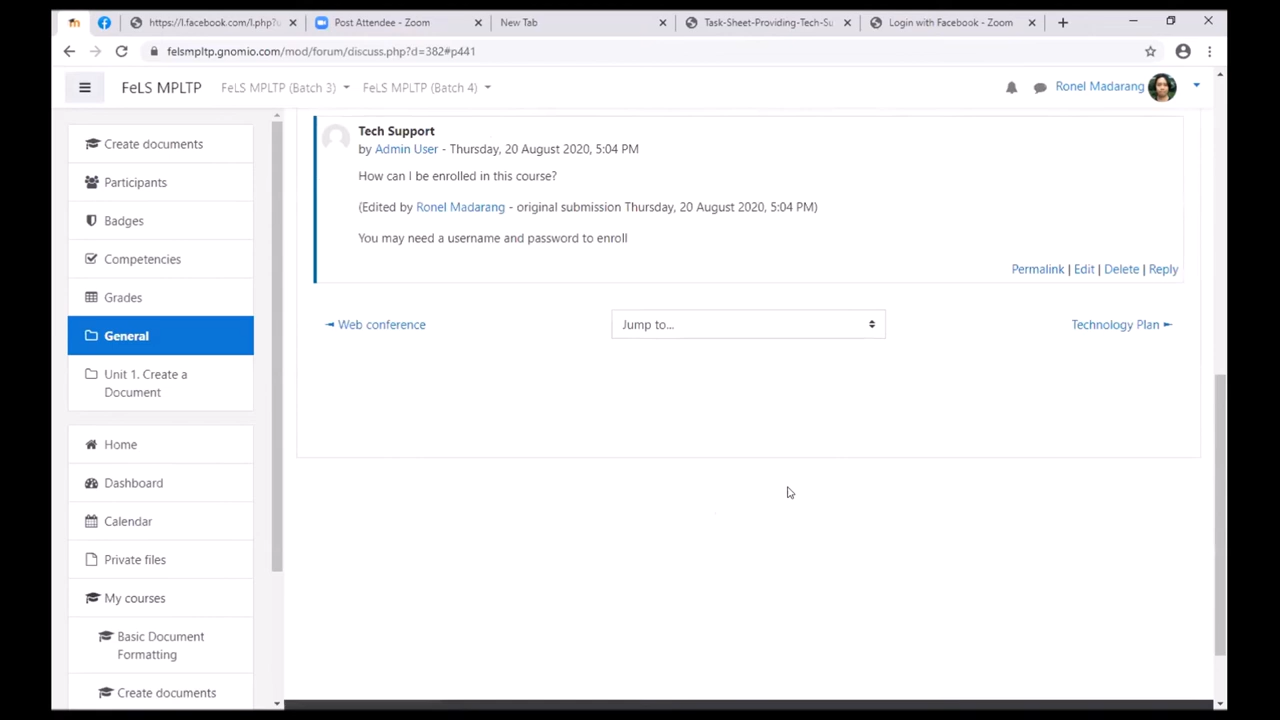 https://l.facebook.com/l.php?u
Post Attendee - Zoom
New Tab
Task-Sheet-Providing-Tech-Su
Login with Facebook - Zoom
felsmpltp.gnomio.com/mod/forum/discuss.php?d=382#p441
FeLS MPLTP
FeLS MPLTP (Batch 3)
FeLS MPLTP (Batch 4)
Ronel Madarang
Create documents
Participants
Badges
Competencies
Grades
General
Unit 1. Create a
Document
Home
Dashboard
Calendar
Private files
My courses
Basic Document
Formatting
Create documents
Tech Support
by Admin User - Thursday, 20 August 2020, 5:04 PM
How can I be enrolled in this course?
(Edited by Ronel Madarang - original submission Thursday, 20 August 2020, 5:04 PM)
You may need a username and password to enroll
Permalink | Edit | Delete | Reply
◄ Web conference
Jump to...
Technology Plan ►